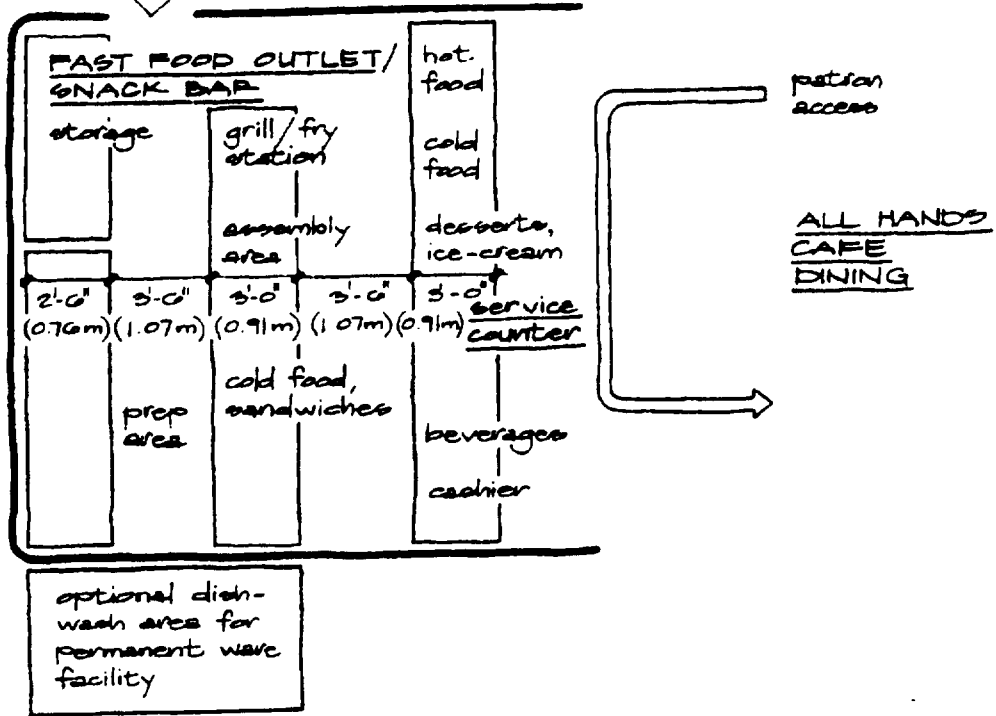 FAST FOOD OUTLET/
SNACK BAR
storage
grill/fry
station
assembly
area
hot
food
cold
food
desserts,
ice-cream
2'-6"
(0.76m)
3'-6"
(1.07m)
3'-0"
(0.91m)
3'-6"
(1.07m)
3'-0"
(0.91m)
service
counter
prep
area
cold food,
sandwiches
beverages
cashier
optional dish-
wash area for
permanent ware
facility
patron
access
ALL HANDS
CAFE
DINING